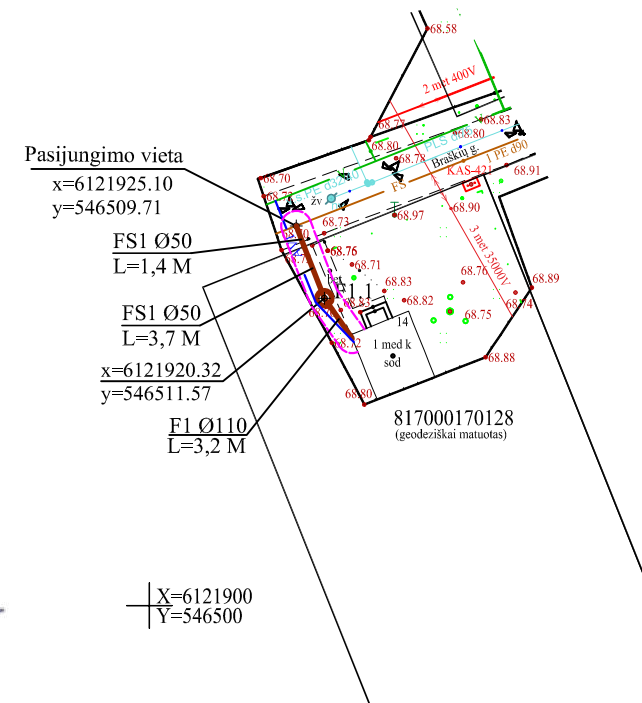 68.58
2 met 400V
68.77
68.83
68.80
PLS
68.80
68.78
Braškių g.
1 PE d90
KAS-421
68.91
Pasijungimo vieta
68.70
x=6121925.10
y=546509.71
žv
FS
68.97
68.90
68.73
FS1 Ø50
L=1,4 M
68.76
68.71
3 met 35000V
68.76
68.89
68.74
68.83
68.82
68.75
FS1 Ø50
L=3,7 M
68.83
14
1 med k
sod
68.72
68.88
x=6121920.32
y=546511.57
68.80
F1 Ø110
L=3,2 M
817000170128
(geodeziškai matuotas)
X=6121900
Y=546500